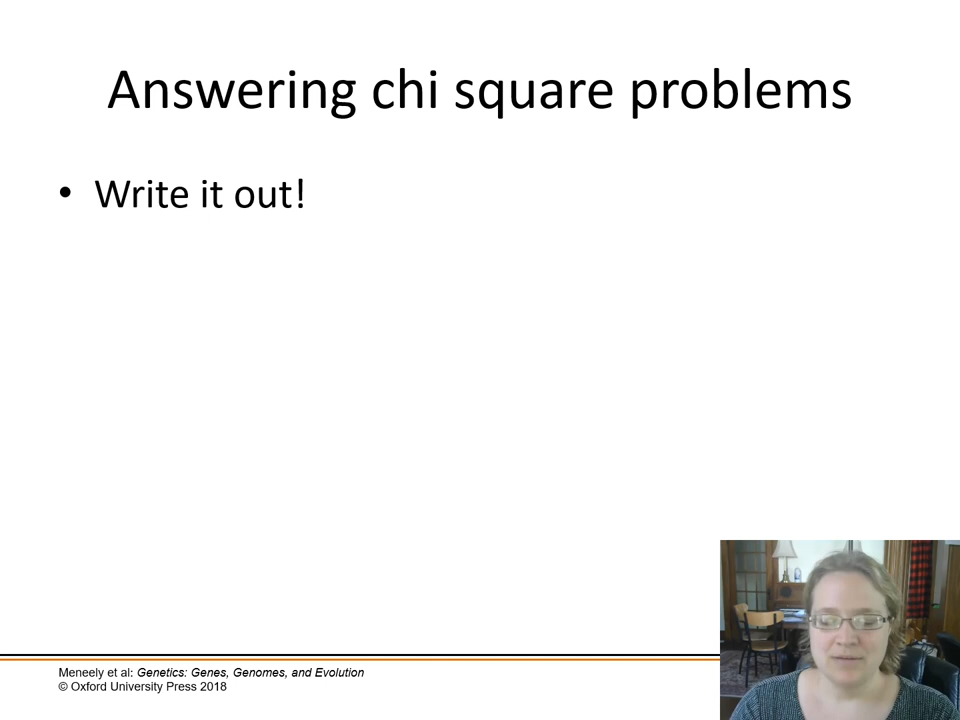 Answering chi square problems
• Write it out!
Meneely et al: Genetics: Genes, Genomes, and Evolution
© Oxford University Press 2018